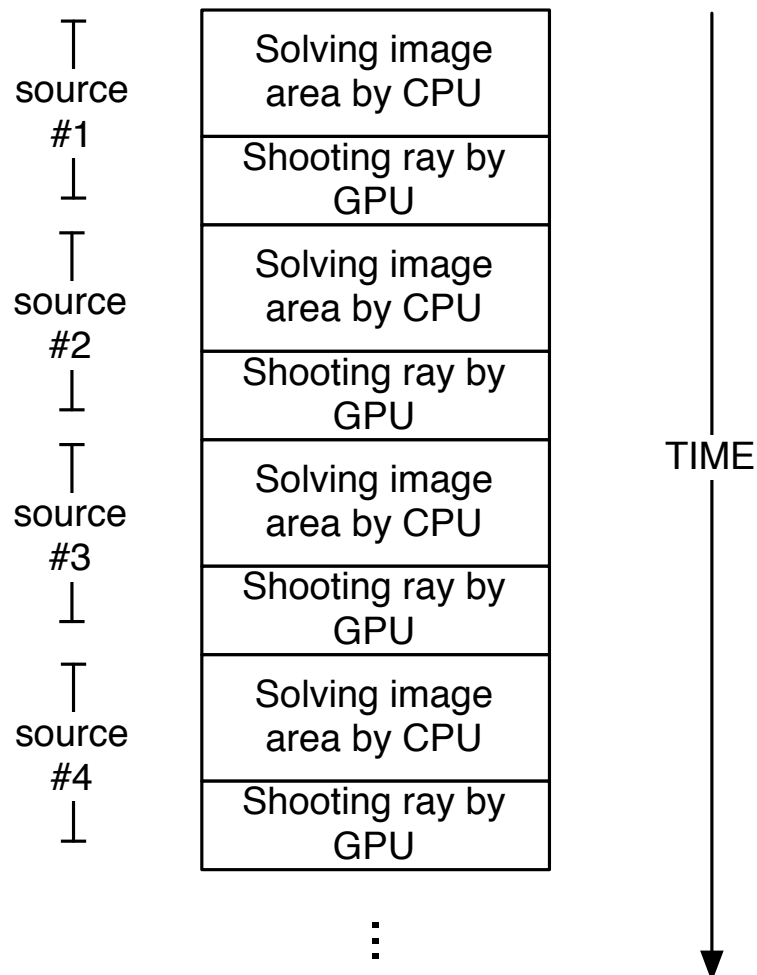 source
#1
Solving image
area by CPU
Shooting ray by
GPU
source
#2
Solving image
area by CPU
Shooting ray by
GPU
source
#3
Solving image
area by CPU
Shooting ray by
GPU
source
#4
Solving image
area by CPU
Shooting ray by
GPU
⋮
TIME